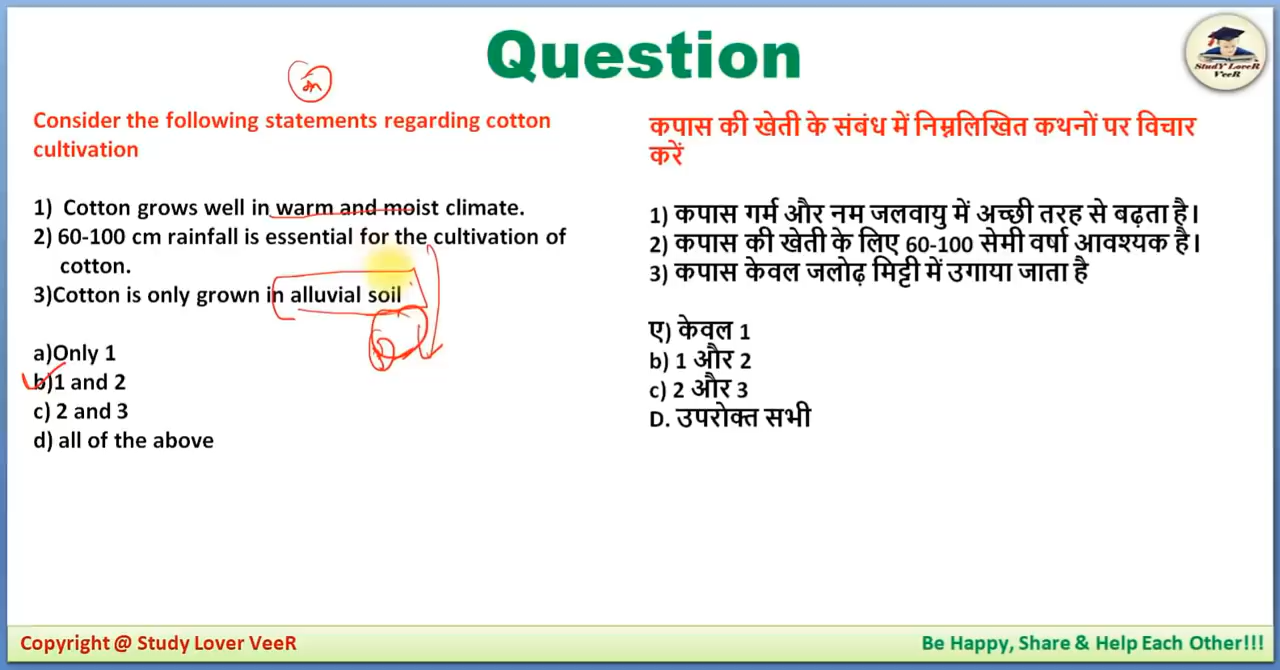 Question
StudY LoveR
VeeR
Consider the following statements regarding cotton
cultivation
1) Cotton grows well in warm and moist climate.
2) 60-100 cm rainfall is essential for the cultivation of
cotton.
3)Cotton is only grown in alluvial soil
a)Only 1
b)1 and 2
c) 2 and 3
d) all of the above
कपास की खेती के संबंध में निम्नलिखित कथनों पर विचार
करें
1) कपास गर्म और नम जलवायु में अच्छी तरह से बढ़ता है।
2) कपास की खेती के लिए 60-100 सेमी वर्षा आवश्यक है।
3) कपास केवल जलोढ़ मिट्टी में उगाया जाता है
ए) केवल 1
b) 1 और 2
c) 2 और 3
D. उपरोक्त सभी
Copyright @ Study Lover VeeR
Be Happy, Share & Help Each Other!!!